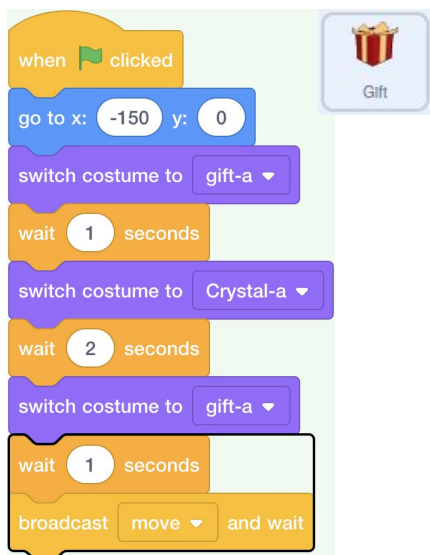 when clicked
go to x: -150 y: 0
switch costume to gift-a
wait 1 seconds
switch costume to Crystal-a
wait 2 seconds
switch costume to gift-a
wait 1 seconds
broadcast move and wait
Gift